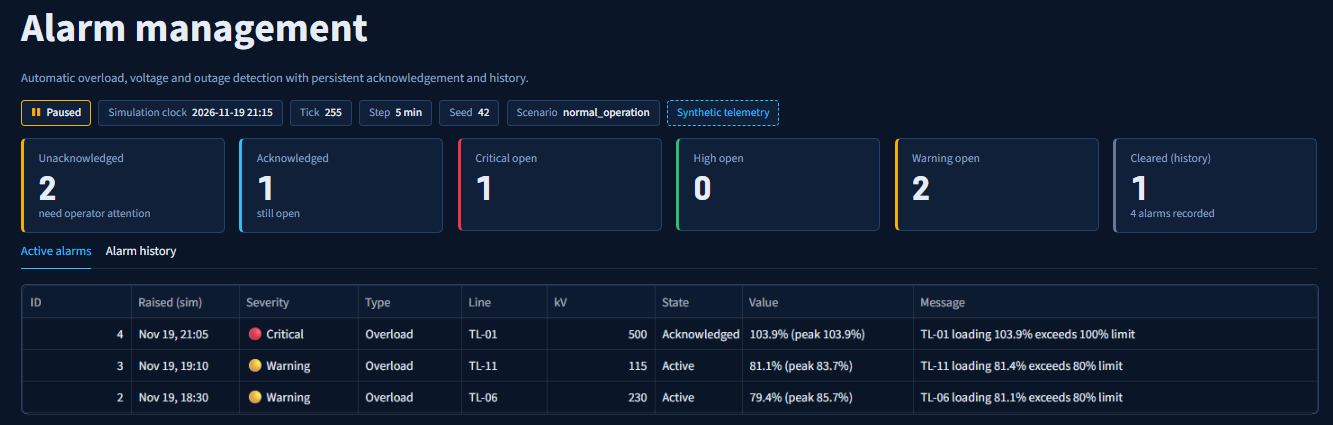 Alarm management
Automatic overload, voltage and outage detection with persistent acknowledgement and history.
Paused Simulation clock 2026-11-19 21:15 Tick 255 Step 5 min Seed 42 Scenario normal_operation Synthetic telemetry
Unacknowledged Acknowledged Critical open High open Warning open Cleared (history)
2 1 1 0 2 1
need operator attention still open 4 alarms recorded
Active alarms Alarm history
ID Raised (sim) Severity Type Line kV State Value Message
4 Nov 19, 21:05 Critical Overload TL-01 500 Acknowledged 103.9% (peak 103.9%) TL-01 loading 103.9% exceeds 100% limit
3 Nov 19, 19:10 Warning Overload TL-11 115 Active 81.1% (peak 83.7%) TL-11 loading 81.4% exceeds 80% limit
2 Nov 19, 18:30 Warning Overload TL-06 230 Active 79.4% (peak 85.7%) TL-06 loading 81.1% exceeds 80% limit